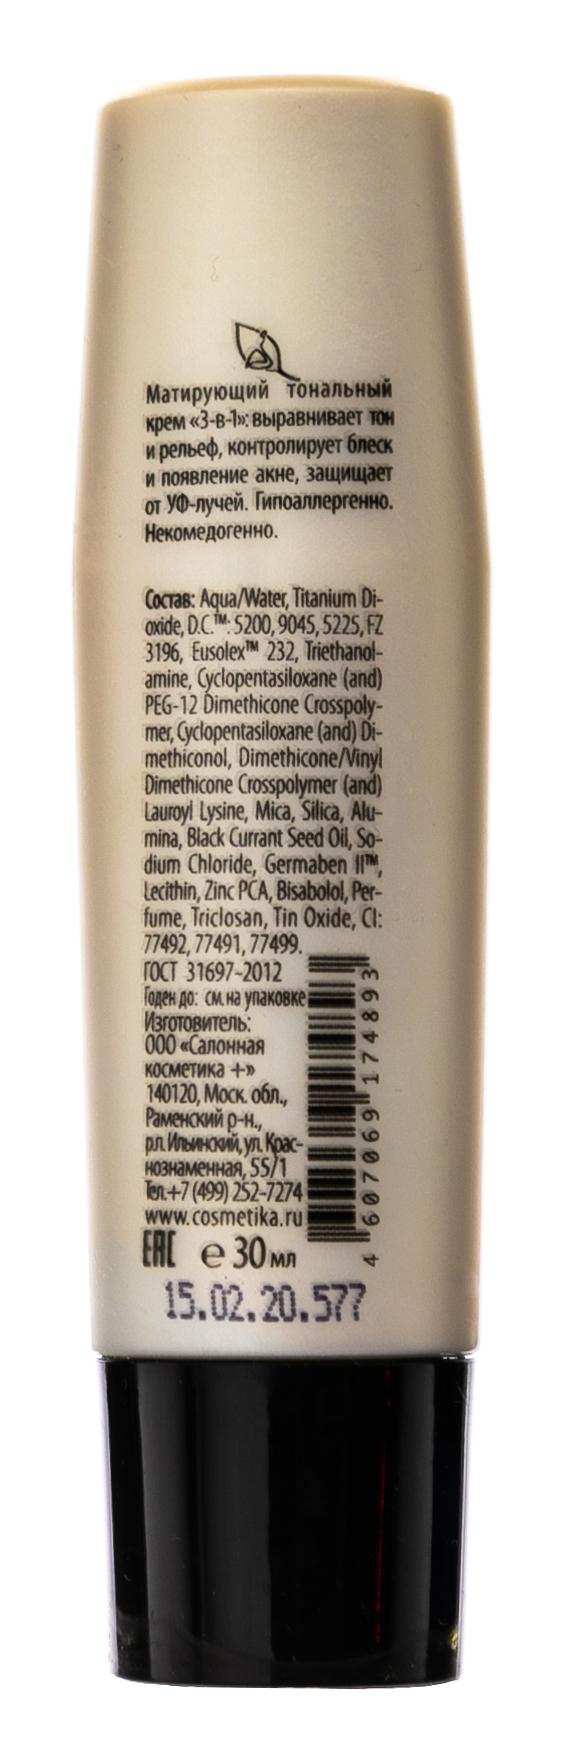 Матирующий тональный
крем «3-в-1»: выравнивает тон
и рельеф, контролирует блеск
и появление акне, защищает
от УФ-лучей. Гипоаллергенно.
Некомедогенно.
Состав: Aqua/Water, Titanium Di-
oxide, D.C.™: 5200, 9045, 5225, FZ
3196, Eusolex™ 232, Triethanol-
amine, Cyclopentasiloxane (and)
PEG-12 Dimethicone Crosspoly-
mer, Cyclopentasiloxane (and) Di-
methiconol, Dimethicone/Vinyl
Dimethicone Crosspolymer (and)
Lauroyl Lysine, Mica, Silica, Alu-
mina, Black Currant Seed Oil, So-
dium Chloride, Germaben II™,
Lecithin, Zinc PCA, Bisabolol, Per-
fume, Triclosan, Tin Oxide, CI:
77492, 77491, 77499.
ГОСТ 31697-2012
Годен до: см. на упаковке
Изготовитель:
ООО «Салонная
косметика +»
140120, Моск. обл.,
Раменский р-н.,
р.п. Ильинский, ул. Крас-
нознаменная, 55/1
Тел.+7 (499) 252-7274
www.cosmetika.ru
EAC e 30 мл
4 607069 174893
15.02.20.577